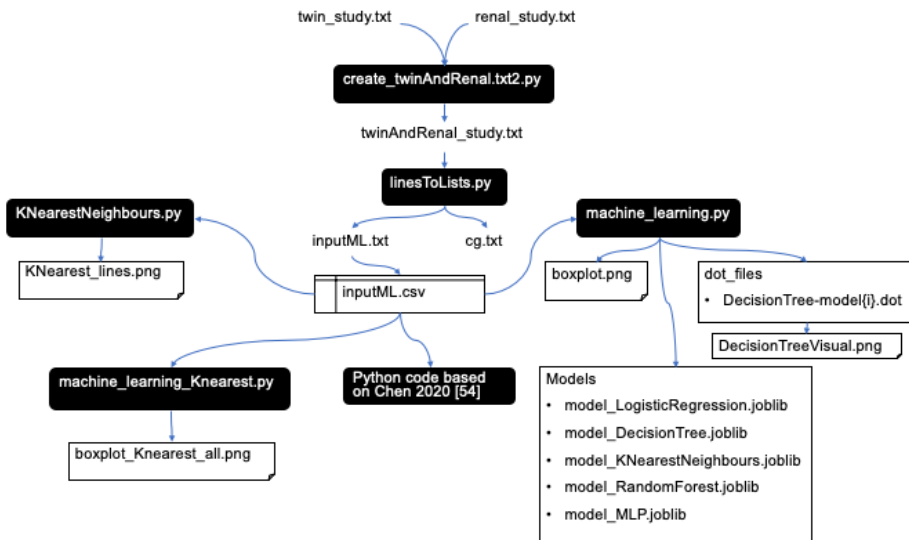 twin_study.txt
renal_study.txt
create_twinAndRenal.txt2.py
twinAndRenal_study.txt
linesToLists.py
KNearestNeighbours.py
machine_learning.py
inputML.txt
cg.txt
KNearest_lines.png
inputML.csv
boxplot.png
dot_files
• DecisionTree-model{i}.dot
DecisionTreeVisual.png
machine_learning_Knearest.py
Python code based
on Chen 2020 [54]
boxplot_Knearest_all.png
Models
• model_LogisticRegression.joblib
• model_DecisionTree.joblib
• model_KNearestNeighbours.joblib
• model_RandomForest.joblib
• model_MLP.joblib